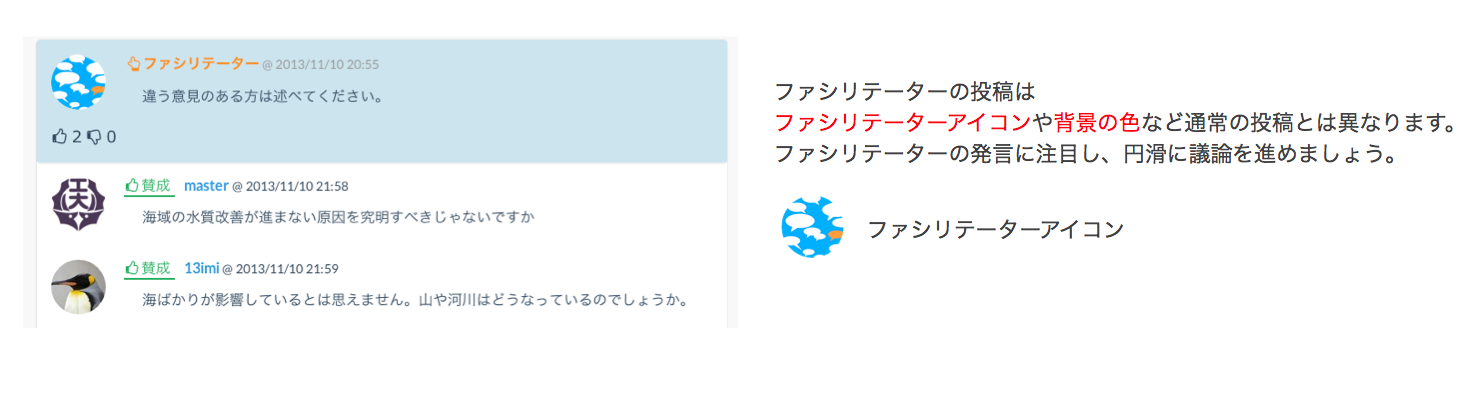 ファシリテーター @ 2013/11/10 20:55
違う意見のある方は述べてください。
2 0
賛成 master @ 2013/11/10 21:58
海域の水質改善が進まない原因を究明すべきじゃないですか
賛成 13imi @ 2013/11/10 21:59
海ばかりが影響しているとは思えません。山や河川はどうなっているのでしょうか。
ファシリテーターの投稿は
ファシリテーターアイコンや背景の色など通常の投稿とは異なります。
ファシリテーターの発言に注目し、円滑に議論を進めましょう。
ファシリテーターアイコン